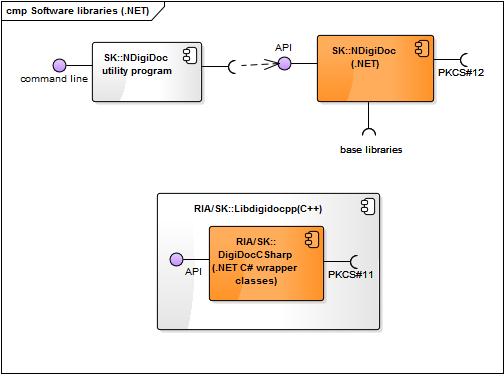 cmp Software libraries (.NET)
SK::NDigiDoc
utility program
command line
API
SK::NDigiDoc
(.NET)
PKCS#12
base libraries
RIA/SK::Libdigidocpp(C++)
RIA/SK::
DigiDocCSharp
(.NET C# wrapper
classes)
API
PKCS#11